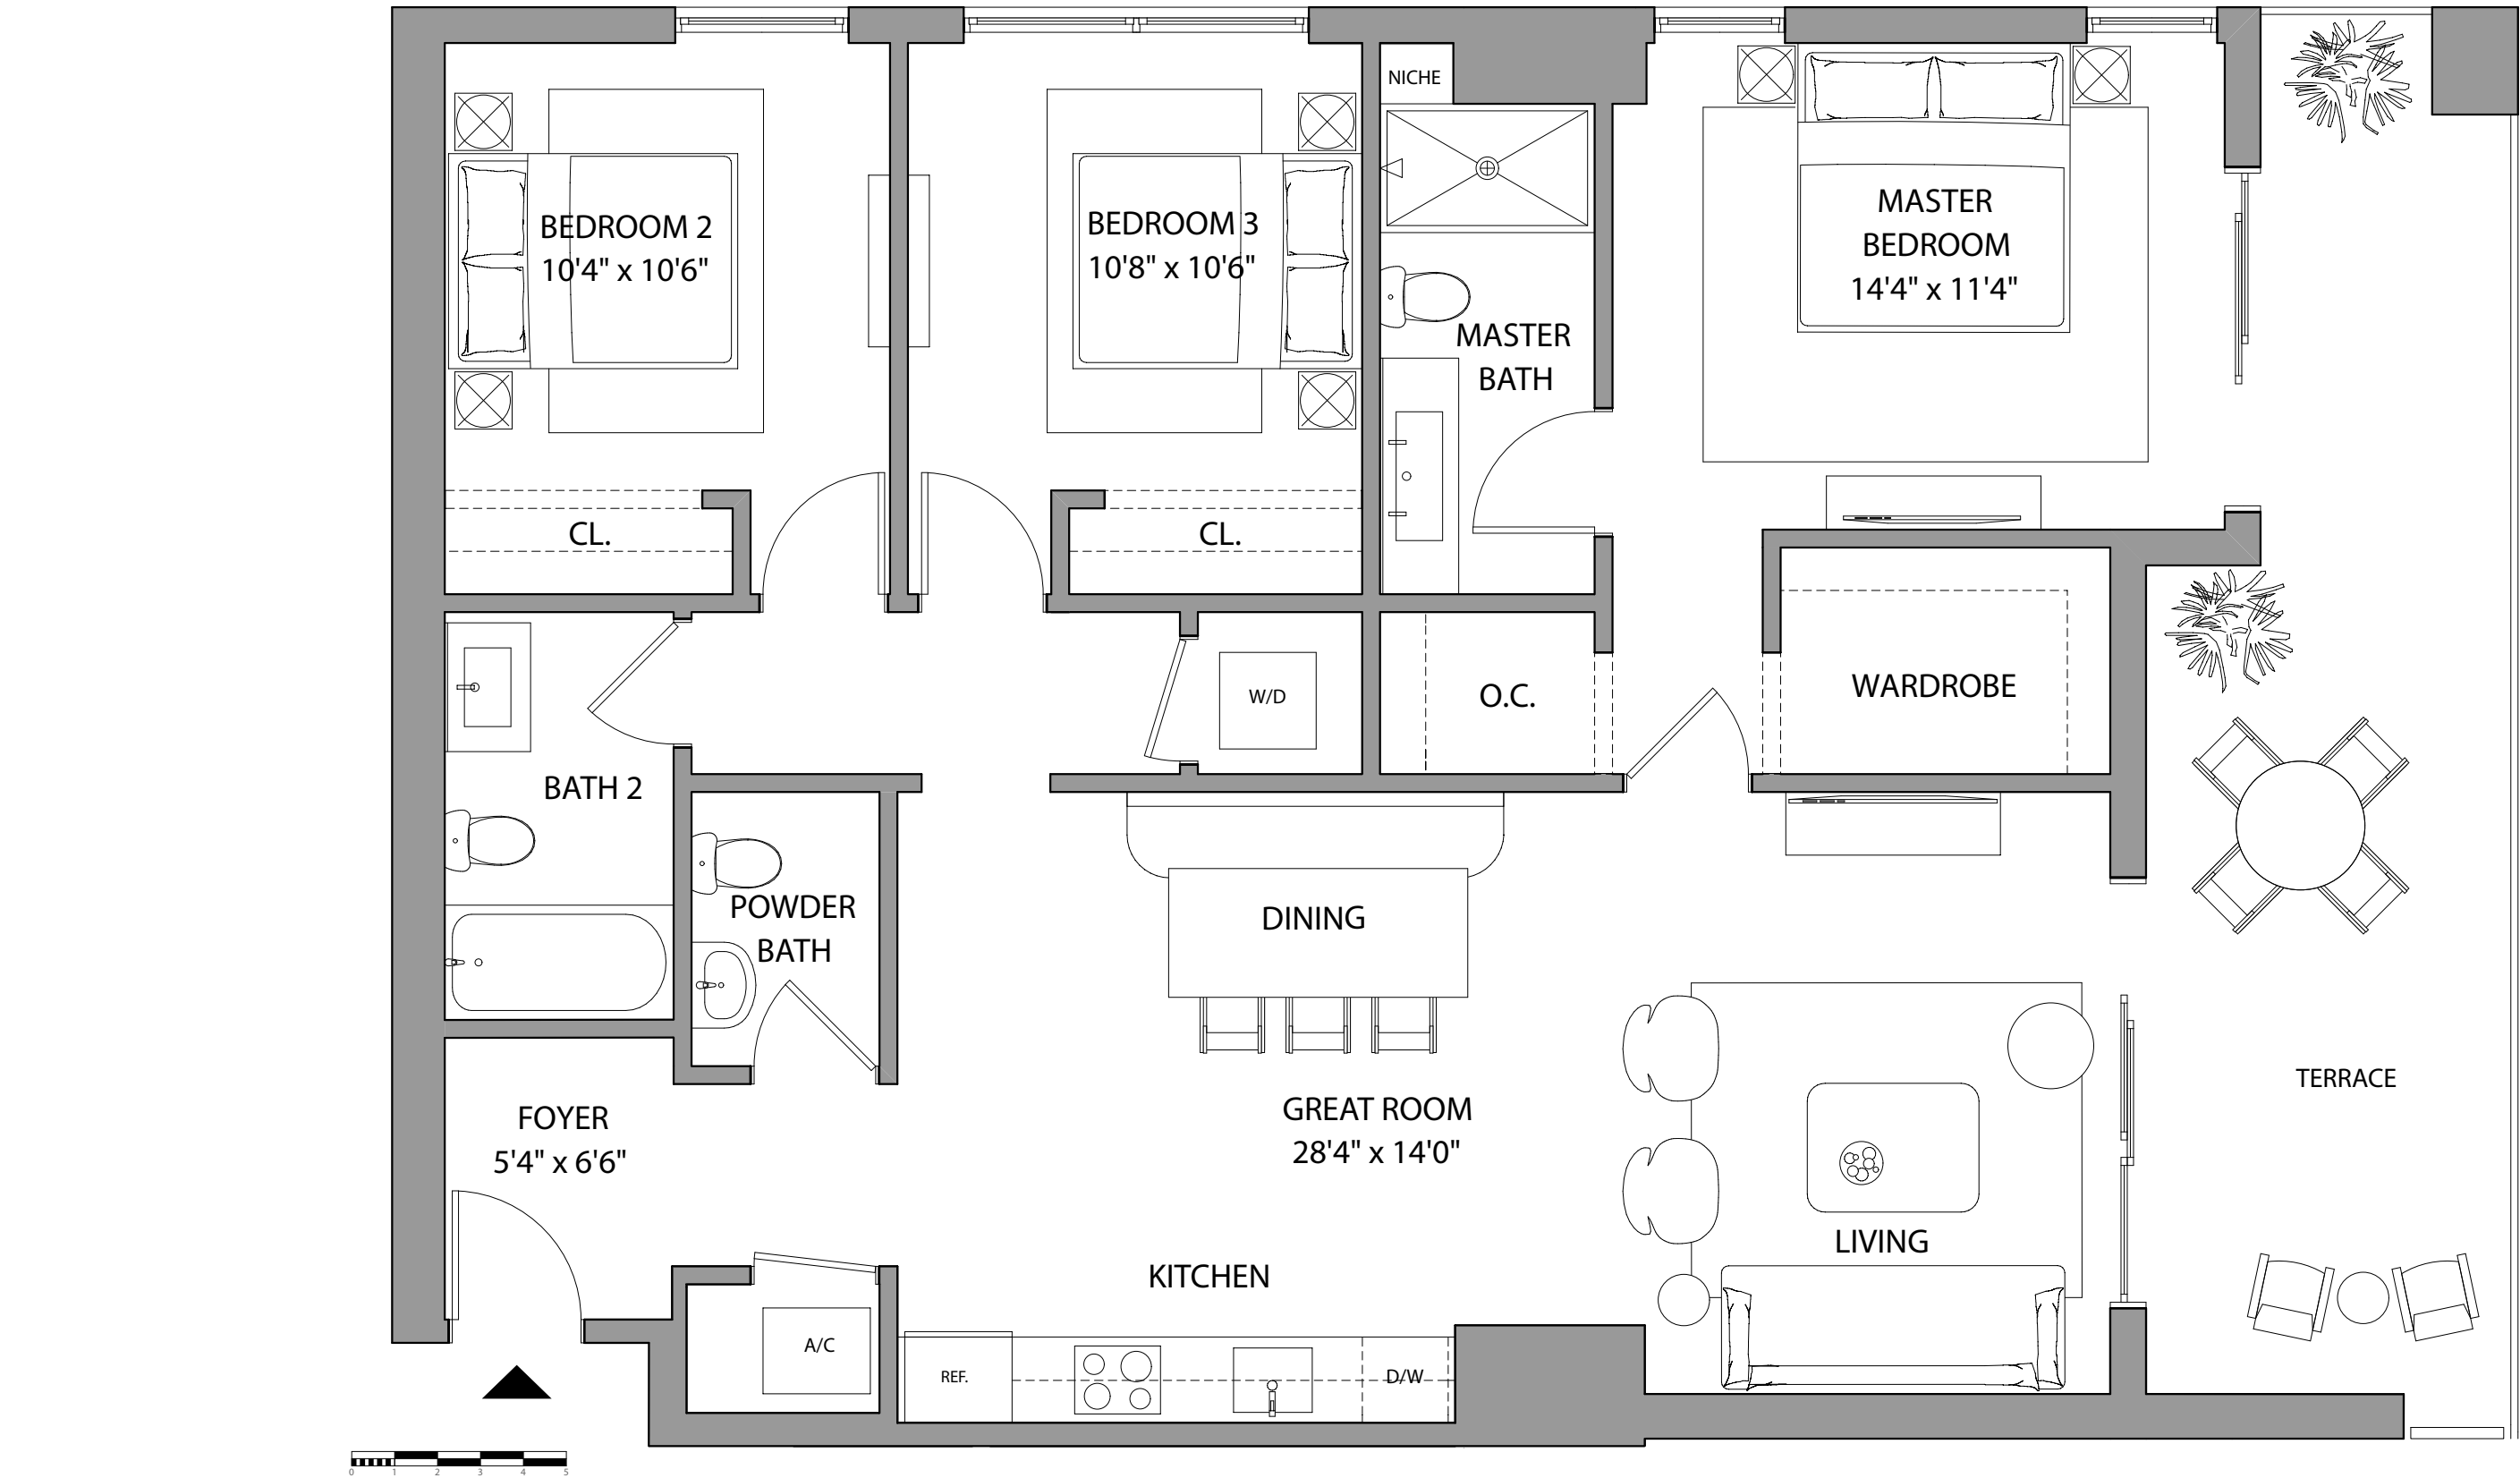 NICHE
BEDROOM 2
10'4" x 10'6"
BEDROOM 3
10'8" x 10'6"
MASTER
BEDROOM
14'4" x 11'4"
MASTER
BATH
CL.
CL.
W/D
O.C.
WARDROBE
BATH 2
POWDER
BATH
DINING
TERRACE
FOYER
5'4" x 6'6"
GREAT ROOM
28'4" x 14'0"
LIVING
KITCHEN
A/C
REF.
D/W
0 1 2 3 4 5